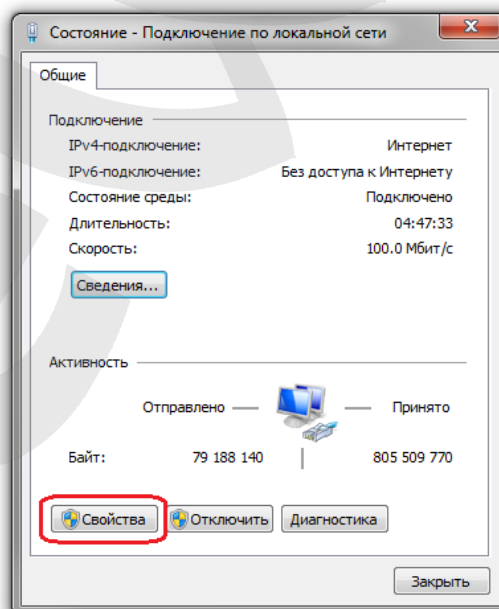 Состояние - Подключение по локальной сети
Общие
Подключение
IPv4-подключение: Интернет
IPv6-подключение: Без доступа к Интернету
Состояние среды: Подключено
Длительность: 04:47:33
Скорость: 100.0 Мбит/с
Сведения...
Активность
Отправлено — — Принято
Байт: 79 188 140 | 805 509 770
Свойства Отключить Диагностика
Закрыть